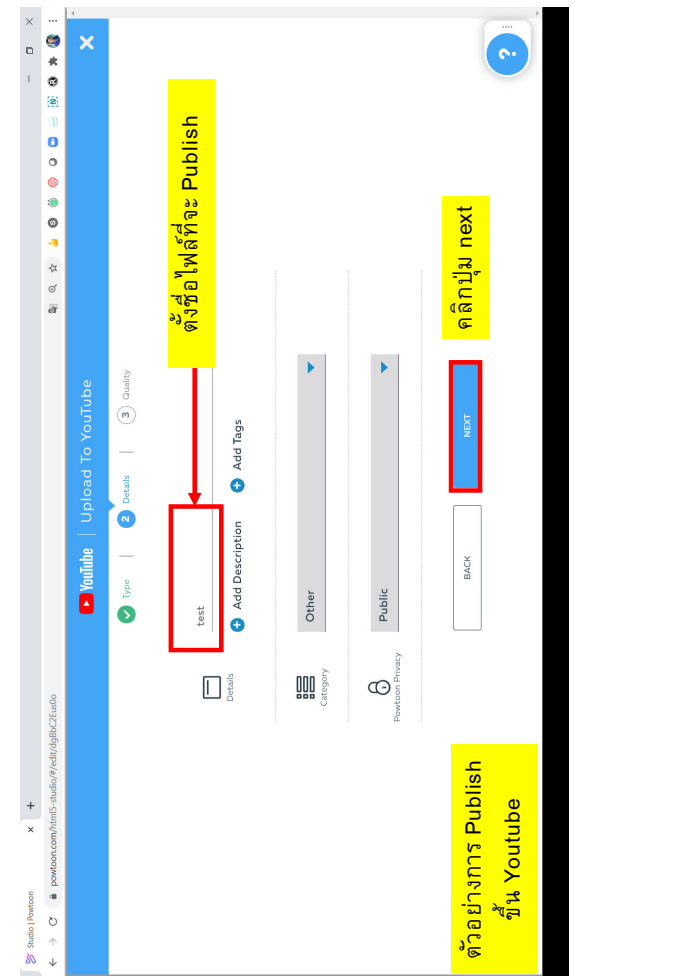 Studio | Powtoon
powtoon.com/html5-studio/#/edit/dgBbC2Eus0o
YouTube | Upload To YouTube
Type
2 Details
3 Quality
ตั้งชื่อไฟล์ที่จะ Publish
test
Details
Add Description
Add Tags
Other
Category
Public
Powtoon Privacy
คลิกปุ่ม next
BACK
NEXT
ตัวอย่างการ Publish
ขึ้น Youtube
?